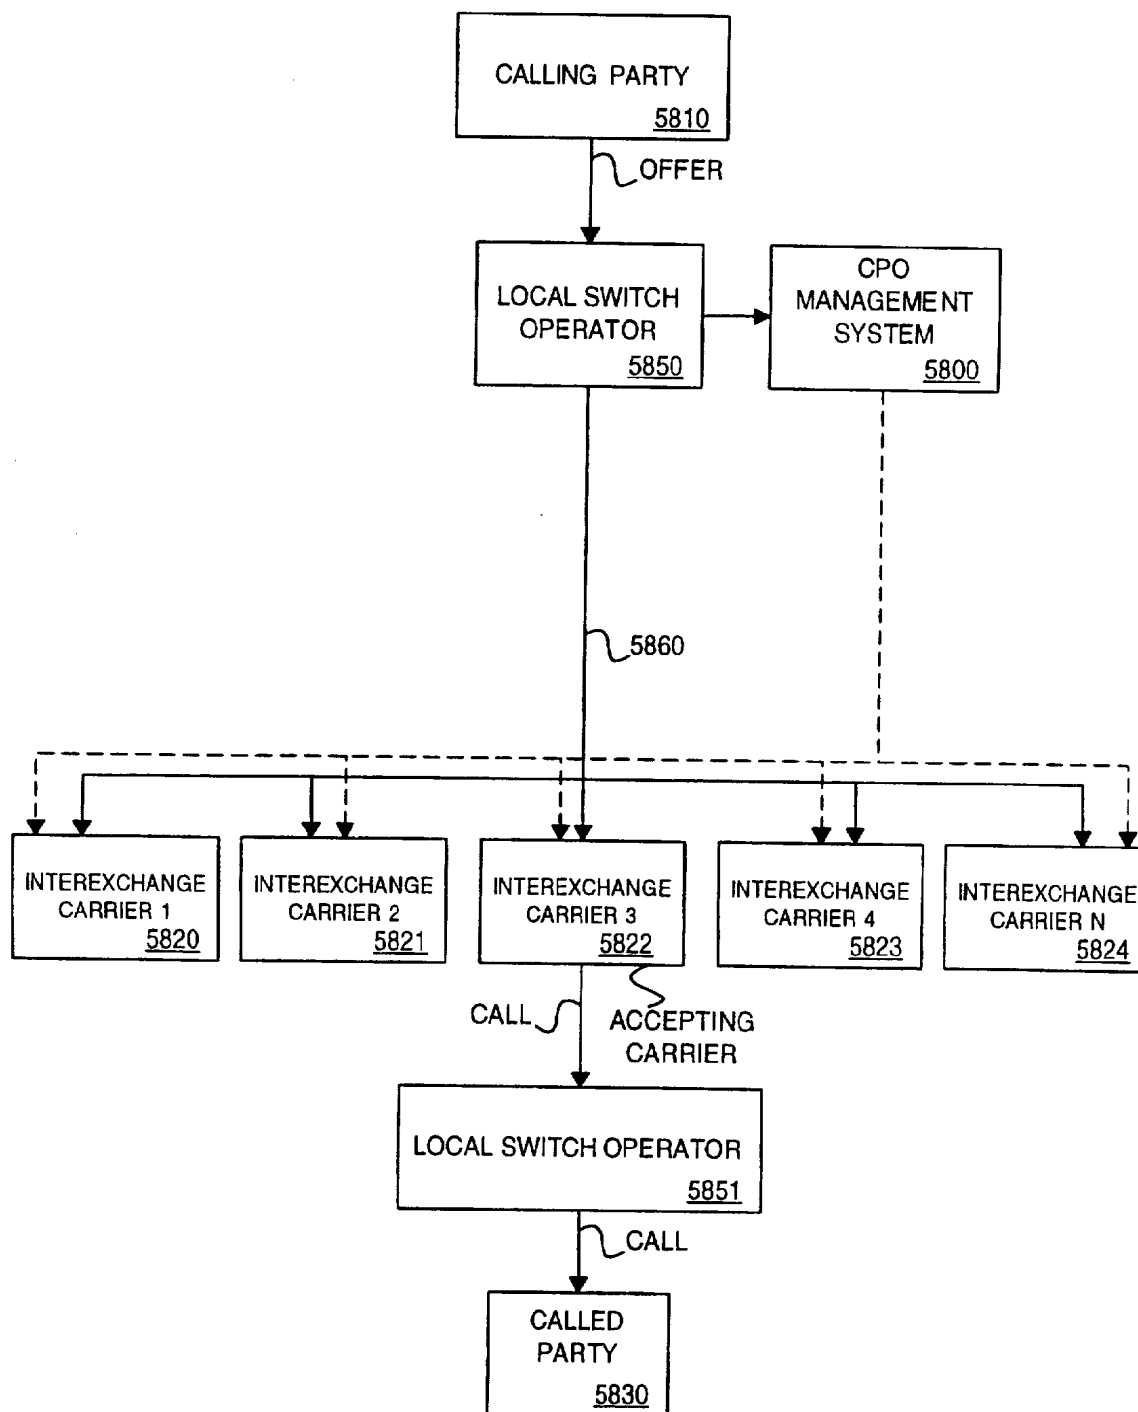 CALLING PARTY
5810
OFFER
LOCAL SWITCH
OPERATOR
5850
CPO
MANAGEMENT
SYSTEM
5800
5860
INTEREXCHANGE
CARRIER 1
5820
INTEREXCHANGE
CARRIER 2
5821
INTEREXCHANGE
CARRIER 3
5822
INTEREXCHANGE
CARRIER 4
5823
INTEREXCHANGE
CARRIER N
5824
CALL
ACCEPTING
CARRIER
LOCAL SWITCH OPERATOR
5851
CALL
CALLED
PARTY
5830